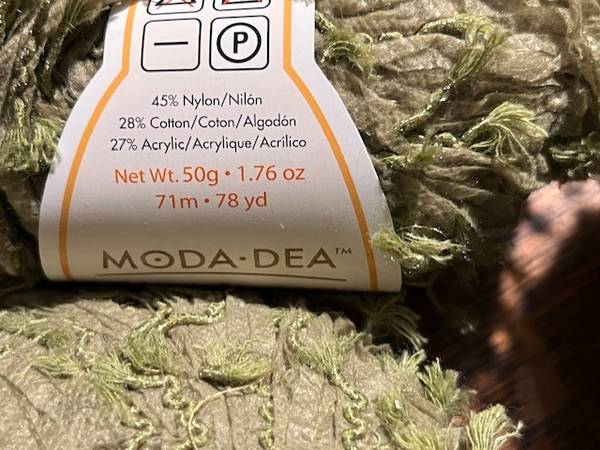 P
45% Nylon/Nilón
28% Cotton/Coton/Algodón
27% Acrylic/Acrylique/Acrílico
Net Wt. 50g • 1.76 oz
71m • 78 yd
MODA·DEA™